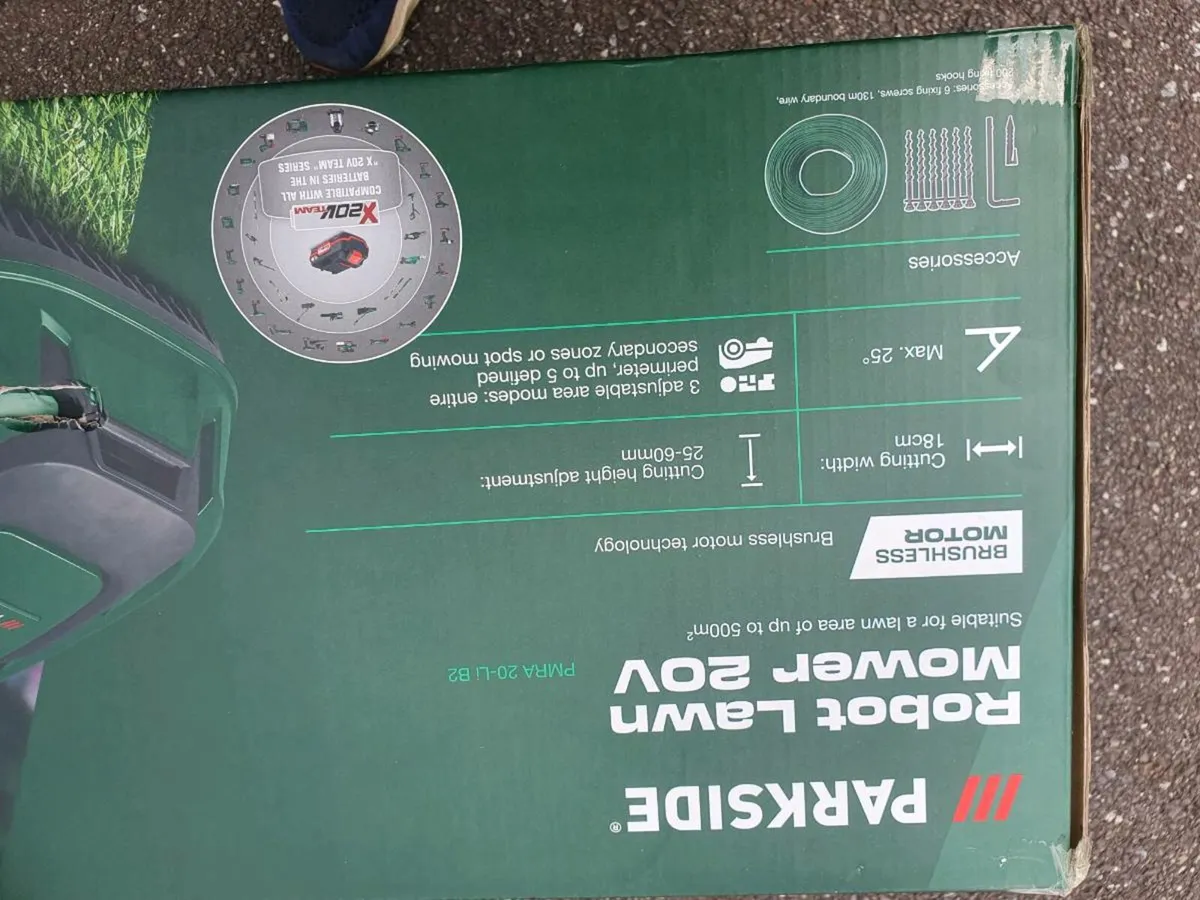 PARKSIDE®
Robot Lawn
Mower 20V
PMRA 20-Li B2
Suitable for a lawn area of up to 500m²
BRUSHLESS
MOTOR
Brushless motor technology
Cutting width:
18cm
Cutting height adjustment:
25-60mm
Max. 25°
3 adjustable area modes: entire
perimeter, up to 5 defined
secondary zones or spot mowing
Accessories
Accessories: 6 fixing screws, 130m boundary wire,
200 fixing hooks
X20VTEAM
COMPATIBLE WITH ALL
BATTERIES IN THE
"X 20V TEAM" SERIES